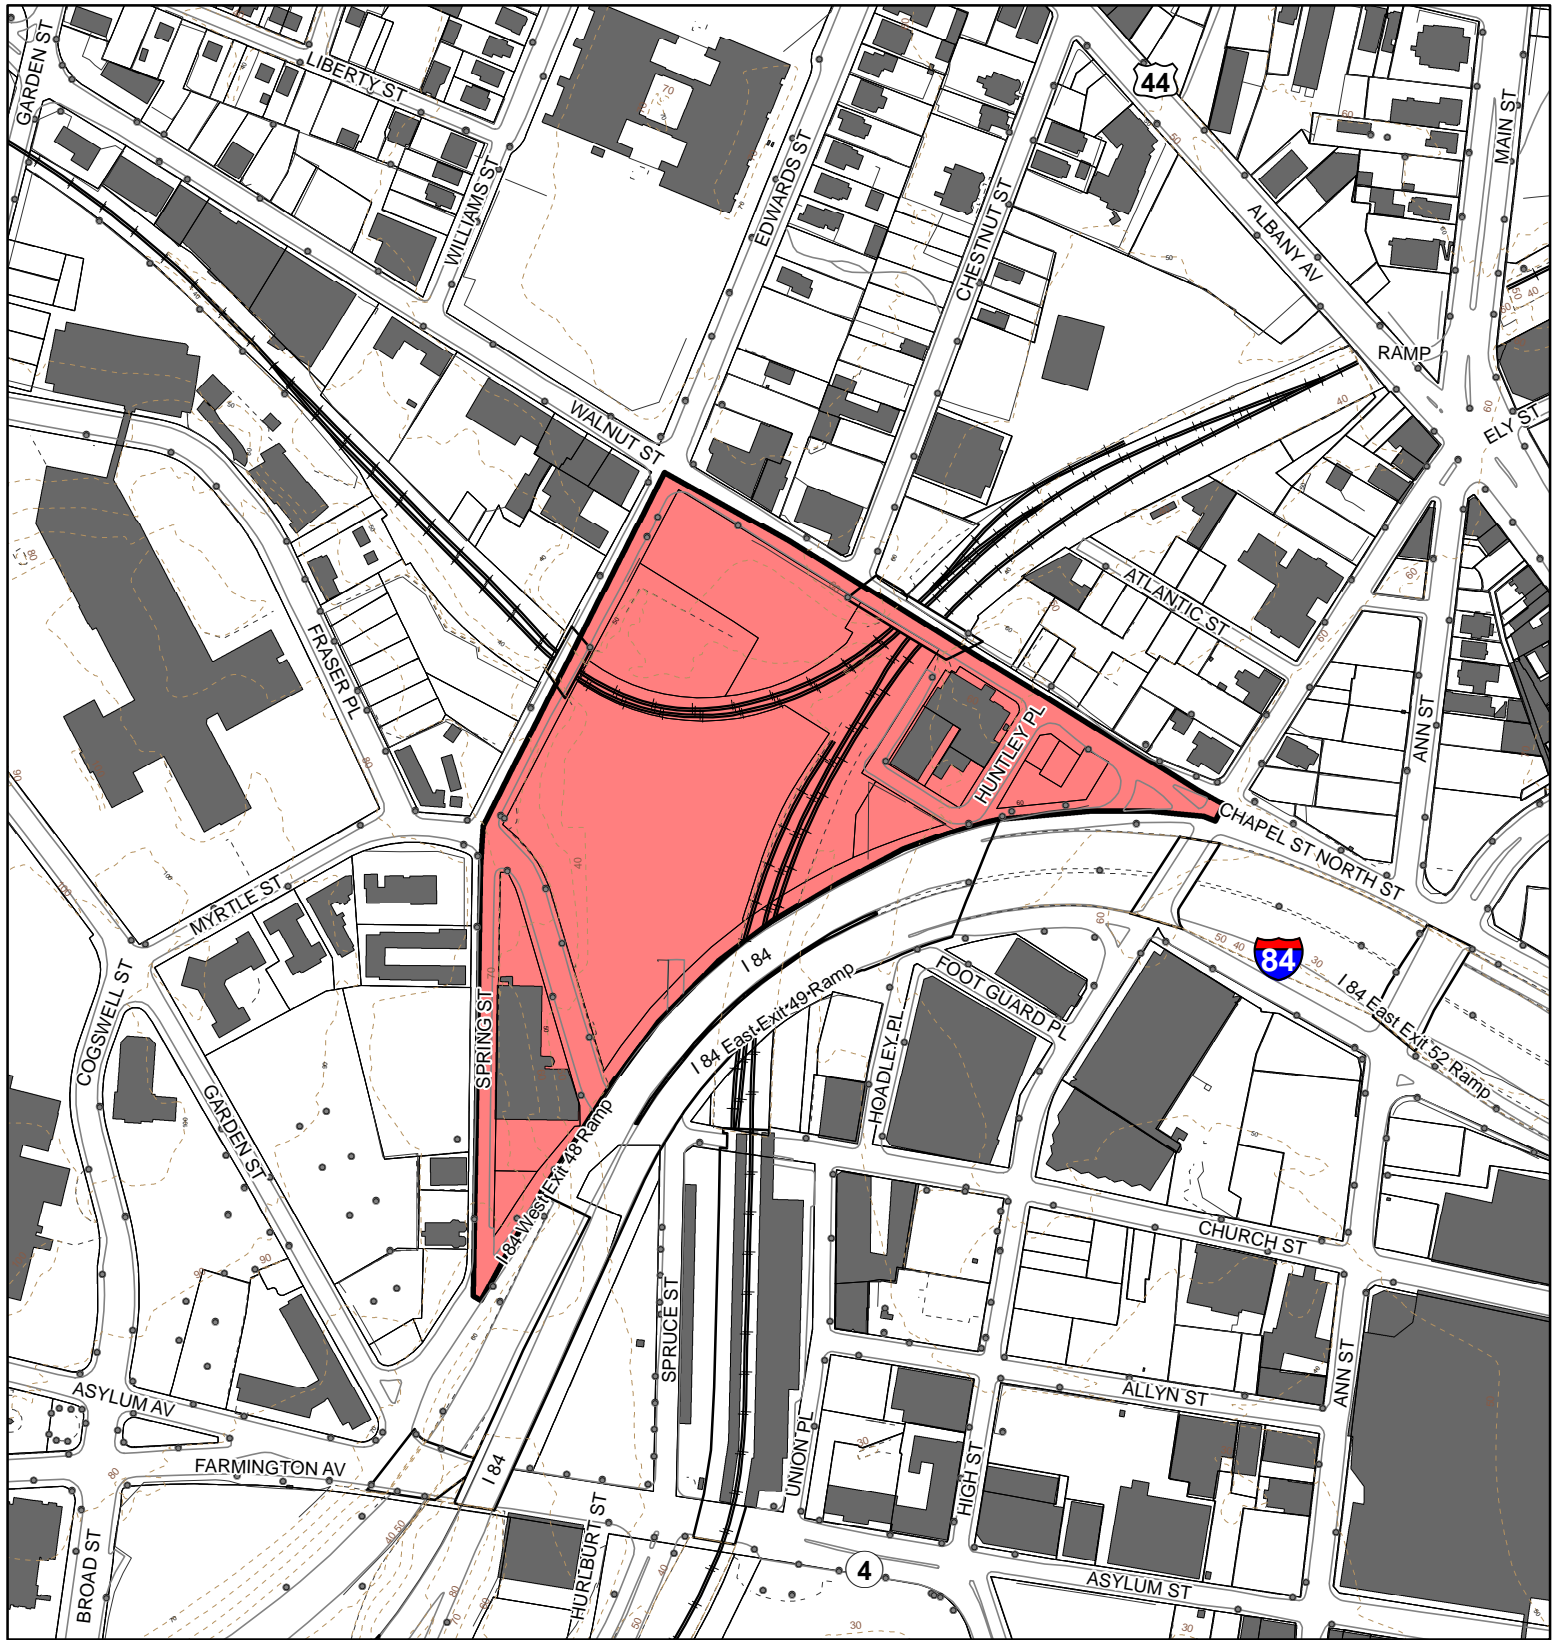 GARDEN ST
LIBERTY ST
44
MAIN ST
WILLIAMS ST
EDWARDS ST
CHESTNUT ST
ALBANY AV
RAMP
ELY ST
WALNUT ST
ATLANTIC ST
FRASER PL
ANN ST
HUNTLEY PL
CHAPEL ST NORTH ST
MYRTLE ST
I 84
84
FOOT GUARD PL
I 84 East Exit 49 Ramp
I 84 East Exit 52 Ramp
COGSWELL ST
SPRING ST
HOADLEY PL
GARDEN ST
I 84 West Exit 48 Ramp
CHURCH ST
SPRUCE ST
ASYLUM AV
ALLYN ST
ANN ST
UNION PL
FARMINGTON AV
I 84
HIGH ST
HURLBURT ST
BROAD ST
4
ASYLUM ST